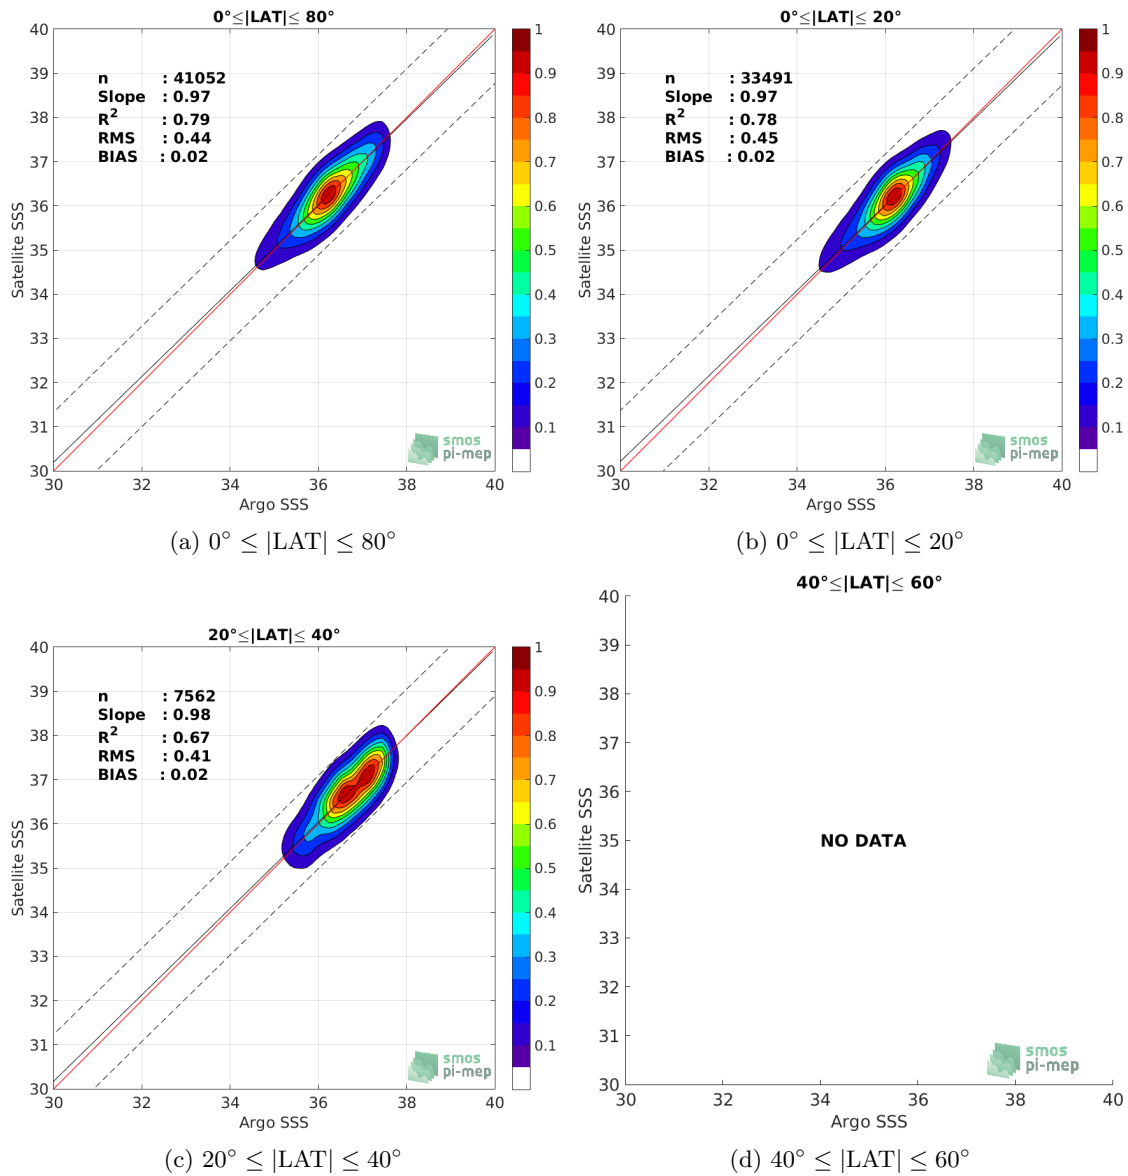 0°≤|LAT|≤ 80°
40
39
38
37
36
35
34
33
32
31
30
Satellite SSS
n : 41052
Slope : 0.97
R2 : 0.79
RMS : 0.44
BIAS : 0.02
smos
pi-mep
30 32 34 36 38 40
Argo SSS
1
0.9
0.8
0.7
0.6
0.5
0.4
0.3
0.2
0.1
(a) 0° ≤ |LAT| ≤ 80°
0°≤|LAT|≤ 20°
40
39
38
37
36
35
34
33
32
31
30
Satellite SSS
n : 33491
Slope : 0.97
R2 : 0.78
RMS : 0.45
BIAS : 0.02
smos
pi-mep
30 32 34 36 38 40
Argo SSS
1
0.9
0.8
0.7
0.6
0.5
0.4
0.3
0.2
0.1
(b) 0° ≤ |LAT| ≤ 20°
20°≤|LAT|≤ 40°
40
39
38
37
36
35
34
33
32
31
30
Satellite SSS
n : 7562
Slope : 0.98
R2 : 0.67
RMS : 0.41
BIAS : 0.02
smos
pi-mep
30 32 34 36 38 40
Argo SSS
1
0.9
0.8
0.7
0.6
0.5
0.4
0.3
0.2
0.1
(c) 20° ≤ |LAT| ≤ 40°
40°≤|LAT|≤ 60°
40
39
38
37
36
35
34
33
32
31
30
Satellite SSS
NO DATA
smos
pi-mep
30 32 34 36 38 40
Argo SSS
(d) 40° ≤ |LAT| ≤ 60°